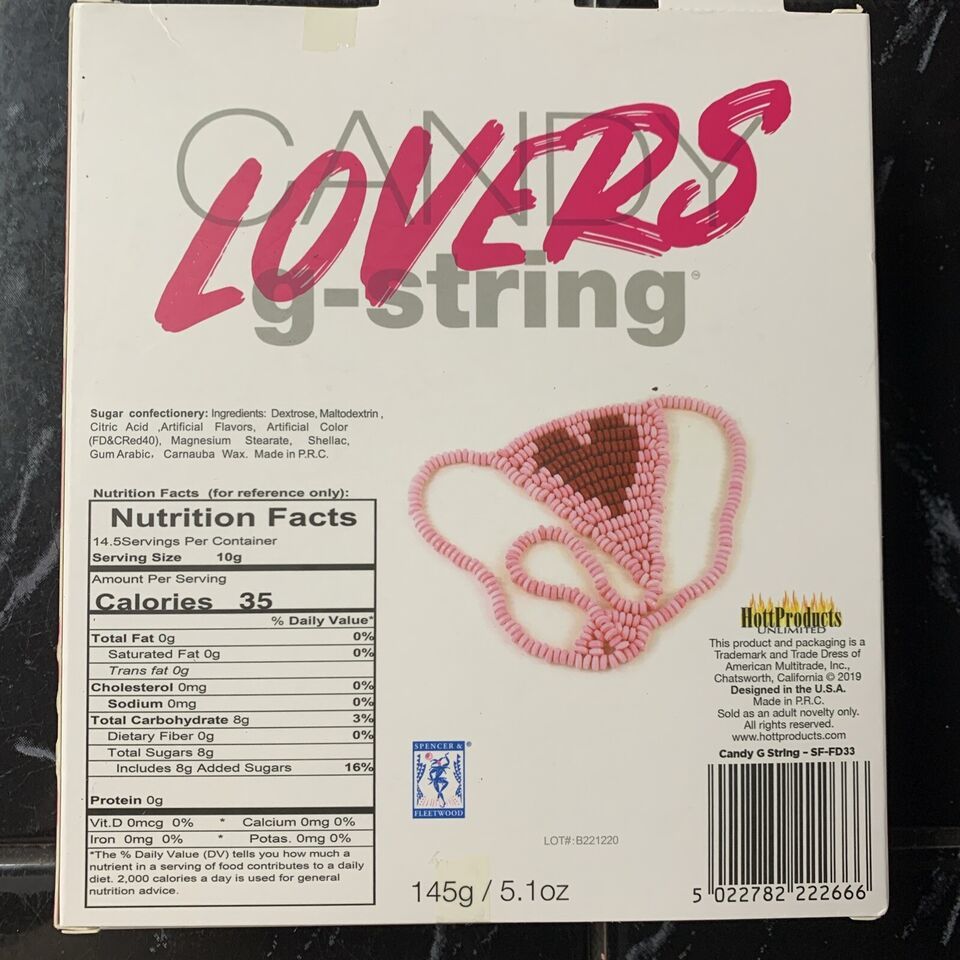 CANDY
LOVERS
g-string™
Sugar confectionery: Ingredients: Dextrose, Maltodextrin,
Citric Acid ,Artificial Flavors, Artificial Color
(FD&CRed40), Magnesium Stearate, Shellac,
Gum Arabic, Carnauba Wax. Made in P.R.C.
Nutrition Facts (for reference only):
Nutrition Facts
14.5Servings Per Container
Serving Size 10g
Amount Per Serving
Calories 35
% Daily Value*
Total Fat 0g 0%
Saturated Fat 0g 0%
Trans fat 0g
Cholesterol 0mg 0%
Sodium 0mg 0%
Total Carbohydrate 8g 3%
Dietary Fiber 0g 0%
Total Sugars 8g
Includes 8g Added Sugars 16%
Protein 0g
Vit.D 0mcg 0% * Calcium 0mg 0%
Iron 0mg 0% * Potas. 0mg 0%
*The % Daily Value (DV) tells you how much a
nutrient in a serving of food contributes to a daily
diet. 2,000 calories a day is used for general
nutrition advice.
SPENCER & ®
FLEETWOOD
145g / 5.1oz
LOT#:B221220
HottProducts
UNLIMITED
This product and packaging is a
Trademark and Trade Dress of
American Multitrade, Inc.,
Chatsworth, California © 2019
Designed in the U.S.A.
Made in P.R.C.
Sold as an adult novelty only.
All rights reserved.
www.hottproducts.com
Candy G String - SF-FD33
5 022782 222666